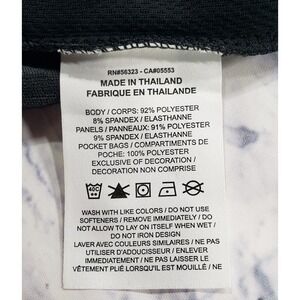 RN#56323 - CA#05553
MADE IN THAILAND
FABRIQUE EN THAILANDE
BODY / CORPS: 92% POLYESTER
8% SPANDEX / ELASTHANNE
PANELS / PANNEAUX: 91% POLYESTER
9% SPANDEX / ELASTHANNE
POCKET BAGS / COMPARTIMENTS DE
POCHE: 100% POLYESTER
EXCLUSIVE OF DECORATION /
DECORATION NON COMPRISE
WASH WITH LIKE COLORS / DO NOT USE
SOFTENERS / REMOVE IMMEDIATELY / DO
NOT ALLOW TO LAY ON ITSELF WHEN WET /
DO NOT IRON DESIGN
LAVER AVEC COULEURS SIMILAIRES / NE PAS
UTILISER D'ADOUCISSEUR / ENLEVER
IMMÉDIATEMENT / NE PAS LAISSER LE
VÊTEMENT PLIÉ LORSQU'IL EST MOUILLÉ / NE